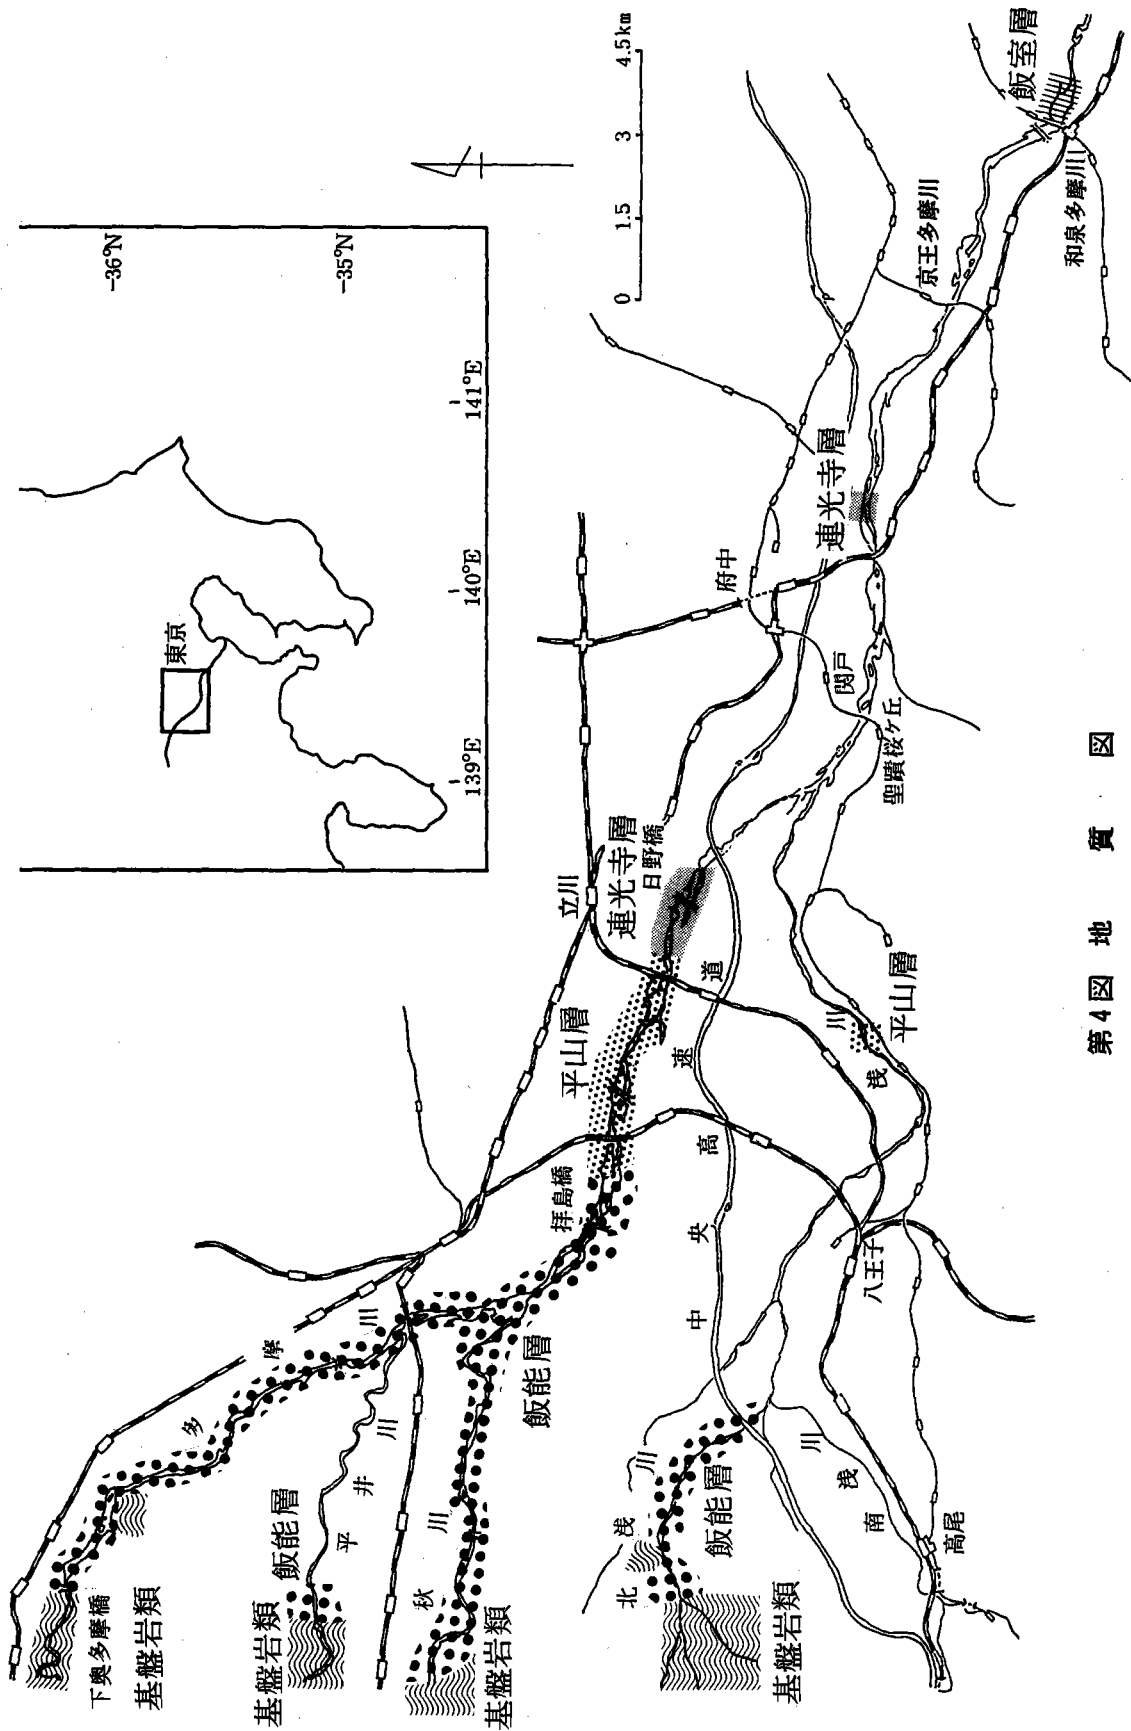 -36°N
-35°N
139°E
140°E
141°E
東京
0 1.5 3 4.5km
下奥多摩橋
基盤岩類
多摩川
飯能層
基盤岩類
平井川
秋川
基盤岩類
飯能層
北浅川
飯能層
基盤岩類
南浅川
高尾
八王子
拝島橋
平山層
立川
連光寺層
日野橋
中央高速道
浅川
平山層
府中
関戸
聖蹟桜ヶ丘
連光寺層
京王多摩川
和泉多摩川
飯室層
第4図 地質図